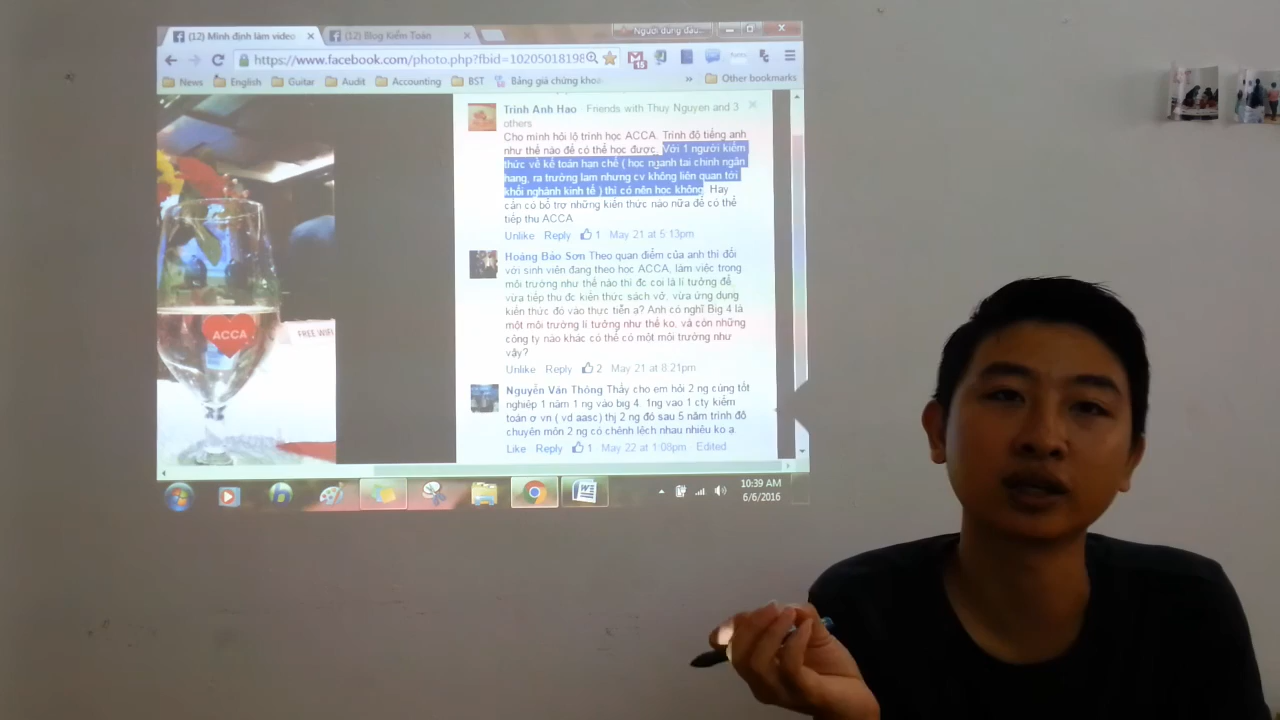 (12) Mình định làm video
(12) Blog Kiểm Toán
Người dùng đầu...
https://www.facebook.com/photo.php?fbid=10205018198
15
News
English
Guitar
Audit
Accounting
BST
Bảng giá chứng khoá
»
Other bookmarks
Trinh Anh Hao Friends with Thuy Nguyen and 3
others
Cho mình hỏi lộ trình học ACCA. Trình độ tiếng anh
như thế nào để có thể học được. Với 1 người kiếm
thức về kế toán hạn chế ( học ngành tài chính ngân
hàng, ra trường làm nhưng cv không liên quan tới
khối nghành kinh tế ) thì có nên học không. Hay
cần có bổ trợ những kiến thức nào nữa để có thể
tiếp thu ACCA
Unlike Reply 1 May 21 at 5:13pm
Hoàng Bảo Sơn Theo quan điểm của anh thì đối
với sinh viên đang theo học ACCA, làm việc trong
môi trường như thế nào thì đc coi là lí tưởng để
vừa tiếp thu đc kiến thức sách vở, vừa ứng dụng
kiến thức đó vào thực tiễn ạ? Anh có nghĩ Big 4 là
một môi trường lí tưởng như thế ko, và còn những
công ty nào khác có thể có một môi trường như
vậy?
Unlike Reply 2 May 21 at 8:21pm
Nguyễn Văn Thông Thầy cho em hỏi 2 ng cùng tốt
nghiệp 1 năm 1 ng vào big 4. 1ng vào 1 cty kiểm
toán ở vn ( vd aasc) thị 2 ng đó sau 5 năm trình độ
chuyên môn 2 ng có chênh lệch nhau nhiều ko ạ.
Like Reply 1 May 22 at 1:08pm Edited
ACCA
FREE WIFI
10:39 AM
6/6/2016